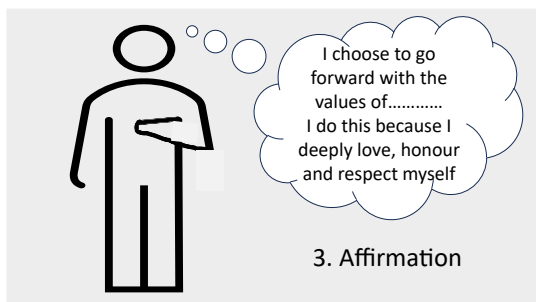 I choose to go
forward with the
values of............
I do this because I
deeply love, honour
and respect myself
3. Affirmation